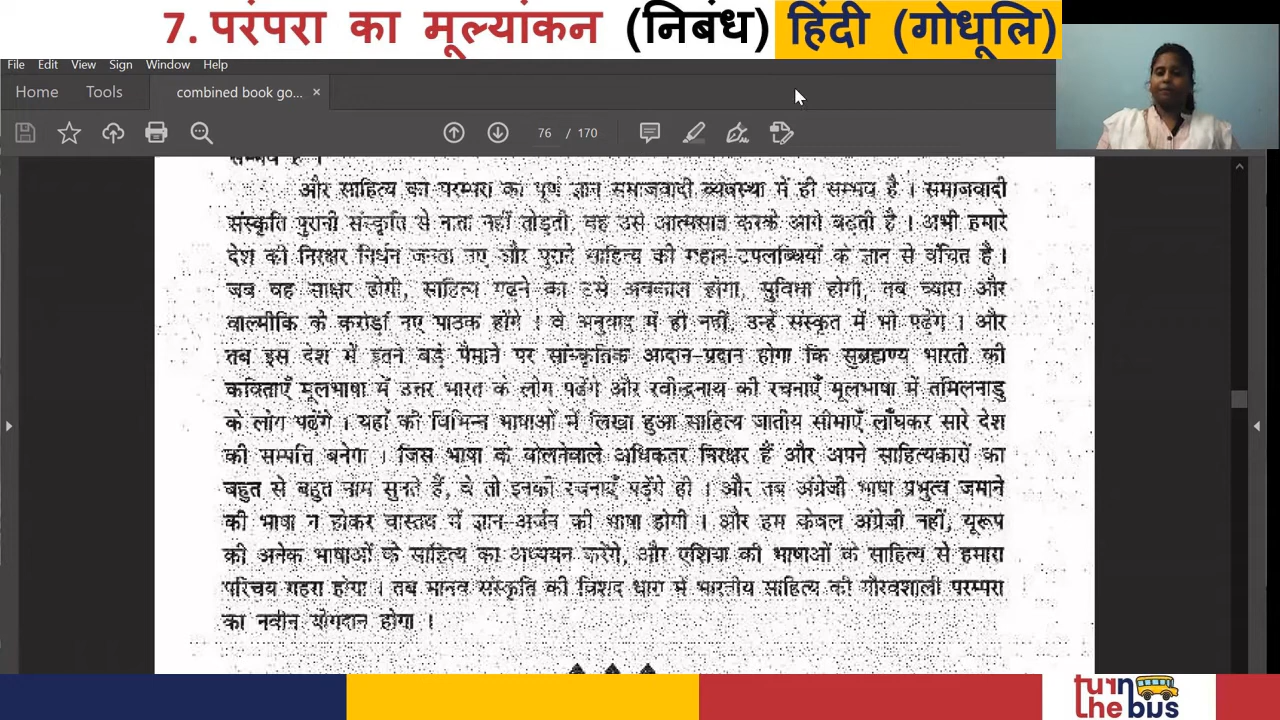 7. परंपरा का मूल्यांकन (निबंध) हिंदी (गोधूलि)
File Edit View Sign Window Help
Home Tools combined book go... ×
76 / 170
और साहित्य की परम्परा का पूर्ण ज्ञान समाजवादी व्यवस्था में ही सम्भव है । समाजवादी
संस्कृति पुरानी संस्कृति से नाता नहीं तोड़ती, वह उसे आत्मसात करके आगे बढ़ती है । अभी हमारे
देश की निरक्षर निर्धन जनता नए और पुराने साहित्य की महान उपलब्धियों के ज्ञान से वंचित है ।
जब वह साक्षर होगी, साहित्य पढ़ने का उसे अवकाश होगा, सुविधा होगी, तब व्यास और
वाल्मीकि के करोड़ों नए पाठक होंगे । वे अनुवाद में ही नहीं, उन्हें संस्कृत में भी पढ़ेंगे । और
तब इस देश में इतने बड़े पैमाने पर सांस्कृतिक आदान-प्रदान होगा कि सुब्रह्मण्य भारती की
कविताएँ मूलभाषा में उत्तर भारत के लोग पढ़ेंगे और रवीन्द्रनाथ की रचनाएँ मूलभाषा में तमिलनाडु
के लोग पढ़ेंगे । यहाँ की विभिन्न भाषाओं में लिखा हुआ साहित्य जातीय सीमाएँ लाँघकर सारे देश
की सम्पत्ति बनेगा । जिस भाषा के बोलनेवाले अधिकतर निरक्षर हैं और अपने साहित्यकारों का
बहुत से बहुत नाम सुनते हैं, वे तो इनकी रचनाएँ पढ़ेंगे ही । और तब अंग्रेजी भाषा प्रभुत्व जमाने
की भाषा न होकर वास्तव में ज्ञान-अर्जन की भाषा होगी । और हम केवल अंग्रेजी नहीं, यूरूप
की अनेक भाषाओं के साहित्य का अध्ययन करेंगे, और एशिया की भाषाओं के साहित्य से हमारा
परिचय गहरा होगा । तब मानव संस्कृति की विशद धारा में भारतीय साहित्य की गौरवशाली परम्परा
का नवीन योगदान होगा ।
turn
the bus